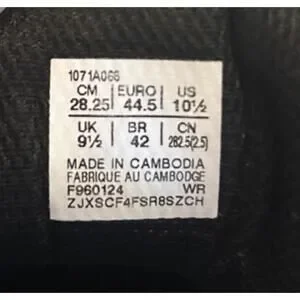 1071A066
CM EURO US
28.25 44.5 10½
UK BR CN
9½ 42 282.5(2.5)
MADE IN CAMBODIA
FABRIQUE AU CAMBODGE
F960124 WR
ZJXSCF4FSR8SZCH